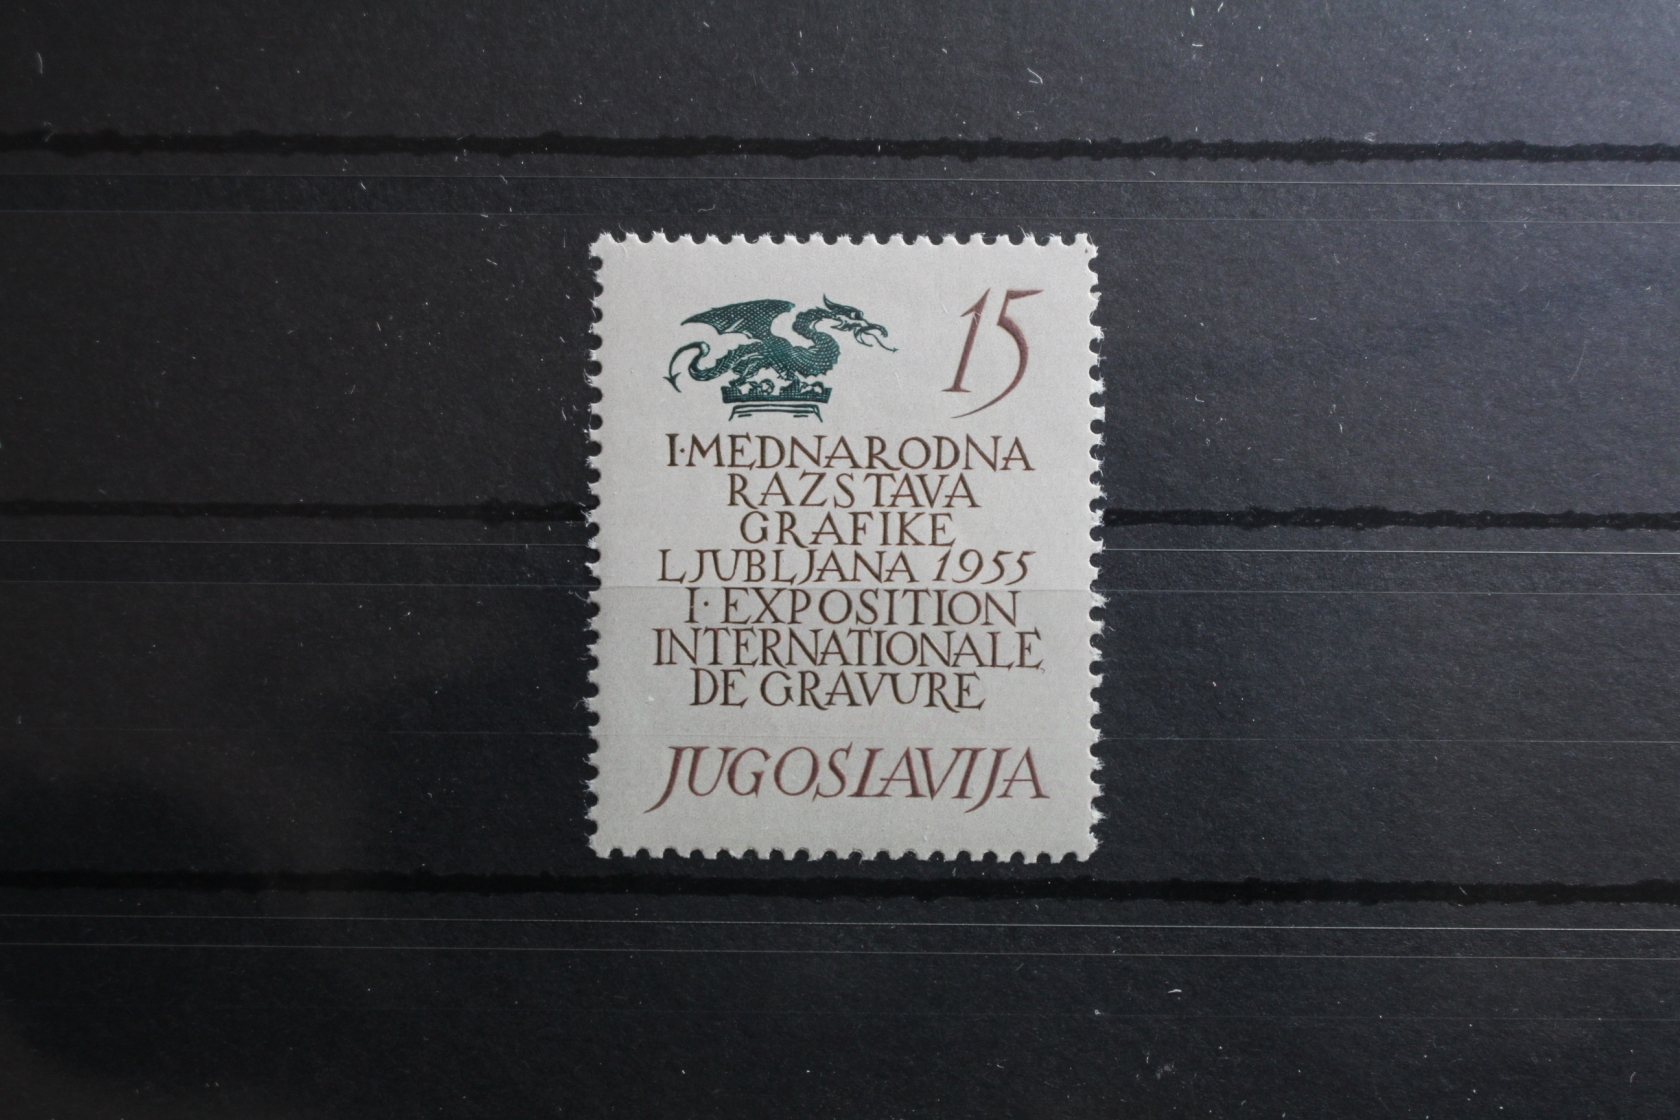 15
I·MEDNARODNA
RAZSTAVA
GRAFIKE
LJUBLJANA 1955
I·EXPOSITION
INTERNATIONALE
DE GRAVURE
JUGOSLAVIJA